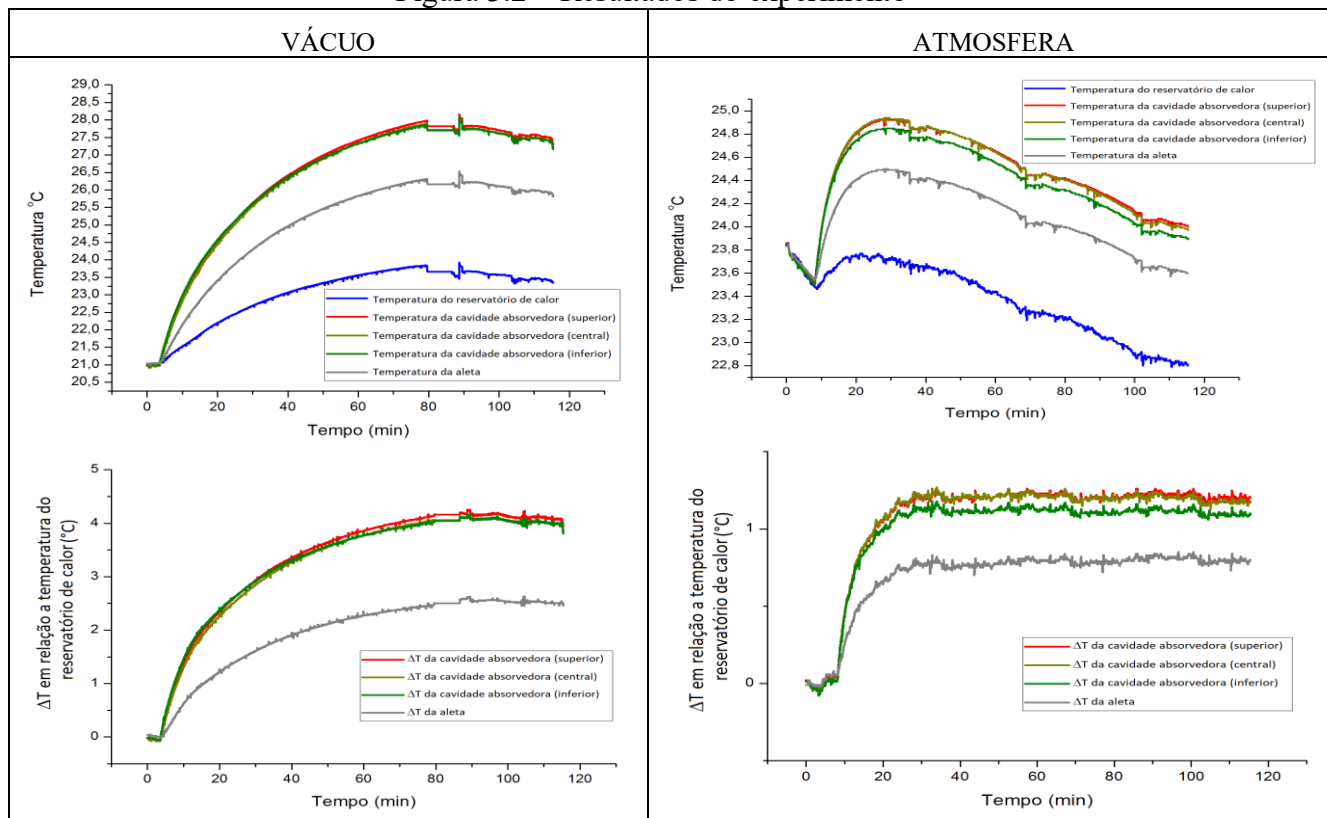 Figura 3.2 – Resultados do experimento
VÁCUO
ATMOSFERA
29,0
28,5
28,0
27,5
27,0
26,5
26,0
25,5
25,0
24,5
24,0
23,5
23,0
22,5
22,0
21,5
21,0
20,5
Temperatura °C
Temperatura do reservatório de calor
Temperatura da cavidade absorvedora (superior)
Temperatura da cavidade absorvedora (central)
Temperatura da cavidade absorvedora (inferior)
Temperatura da aleta
0 20 40 60 80 100 120
Tempo (min)
25,0
24,8
24,6
24,4
24,2
24,0
23,8
23,6
23,4
23,2
23,0
22,8
Temperatura °C
Temperatura do reservatório de calor
Temperatura da cavidade absorvedora (superior)
Temperatura da cavidade absorvedora (central)
Temperatura da cavidade absorvedora (inferior)
Temperatura da aleta
0 20 40 60 80 100 120
Tempo (min)
5
4
3
2
1
0
ΔT em relação a temperatura do
reservatório de calor (°C)
ΔT da cavidade absorvedora (superior)
ΔT da cavidade absorvedora (central)
ΔT da cavidade absorvedora (inferior)
ΔT da aleta
0 20 40 60 80 100 120
Tempo (min)
1
0
ΔT em relação a temperatura do
reservatório de calor (°C)
ΔT da cavidade absorvedora (superior)
ΔT da cavidade absorvedora (central)
ΔT da cavidade absorvedora (inferior)
ΔT da aleta
0 20 40 60 80 100 120
Tempo (min)